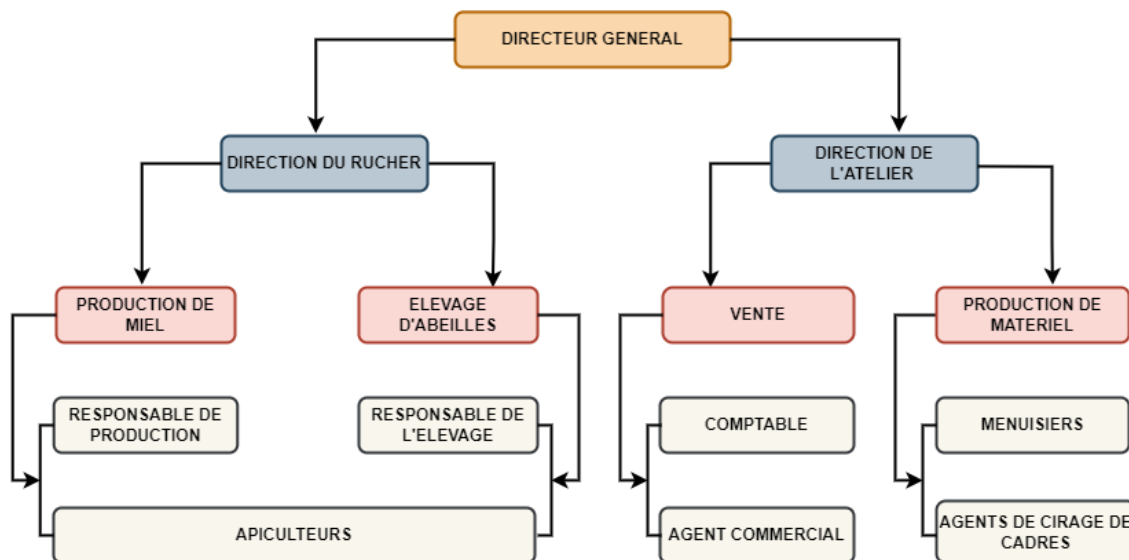 DIRECTEUR GENERAL
DIRECTION DU RUCHER
DIRECTION DE
L'ATELIER
PRODUCTION DE
MIEL
ELEVAGE
D'ABEILLES
VENTE
PRODUCTION DE
MATERIEL
RESPONSABLE DE
PRODUCTION
RESPONSABLE DE
L'ELEVAGE
COMPTABLE
MENUISIERS
APICULTEURS
AGENT COMMERCIAL
AGENTS DE CIRAGE DE
CADRES